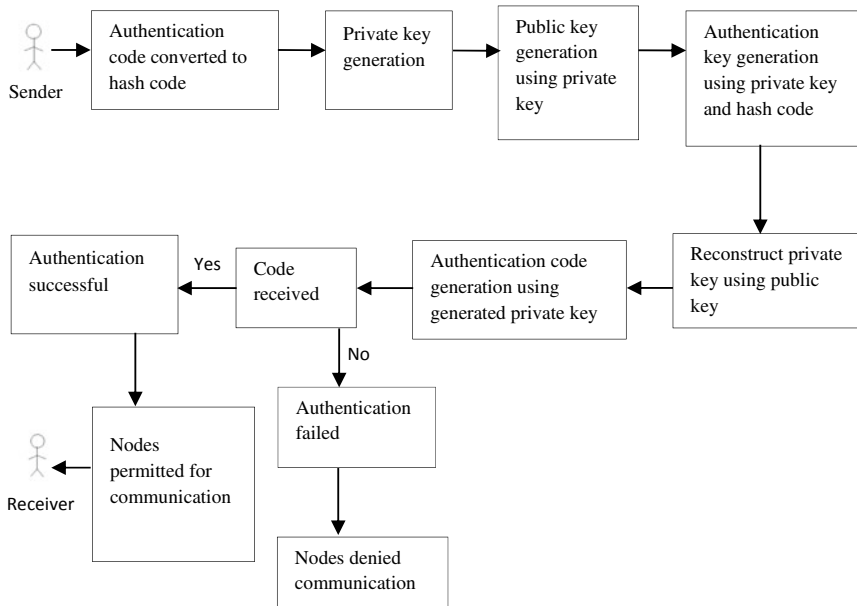 Sender
Authentication
code converted to
hash code
Private key
generation
Public key
generation
using private
key
Authentication
key generation
using private key
and hash code
Reconstruct private
key using public
key
Authentication code
generation using
generated private key
Code
received
Yes
Authentication
successful
No
Authentication
failed
Nodes
permitted for
communication
Receiver
Nodes denied
communication